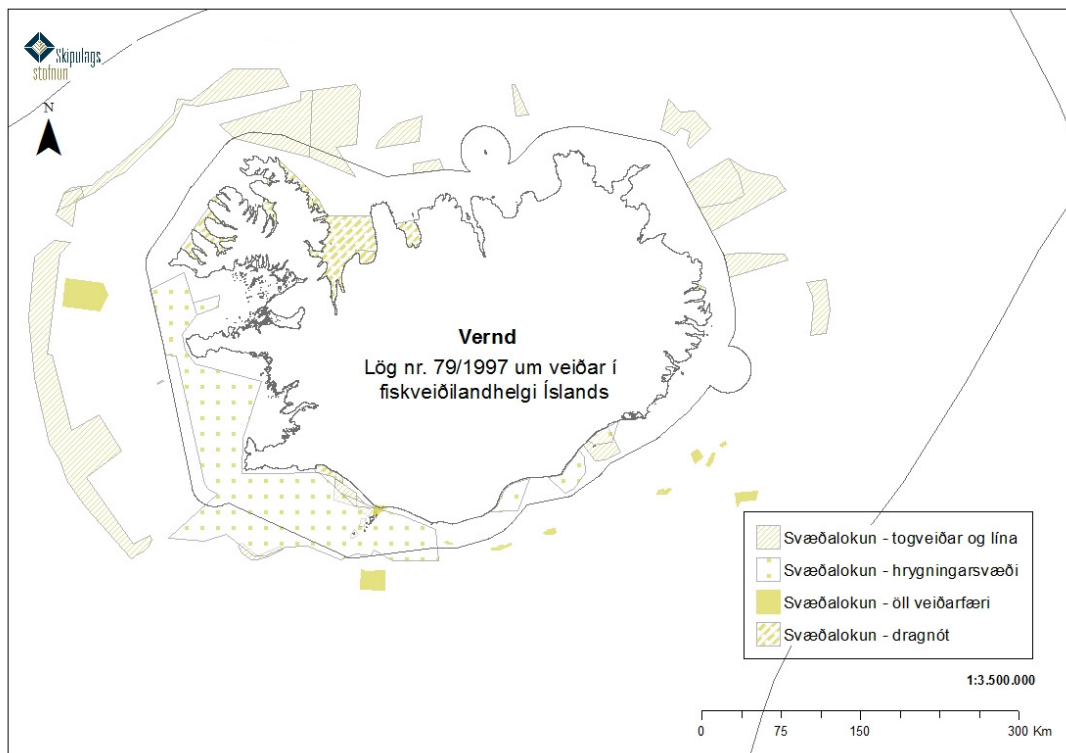 Skipulags
stofnun
N
Vernd
Lög nr. 79/1997 um veiðar í
fiskveiðilandhelgi Íslands
Svæðalokun - togveiðar og lína
Svæðalokun - hrygningarsvæði
Svæðalokun - öll veiðarfæri
Svæðalokun - dragnót
1:3.500.000
0 75 150 300 Km